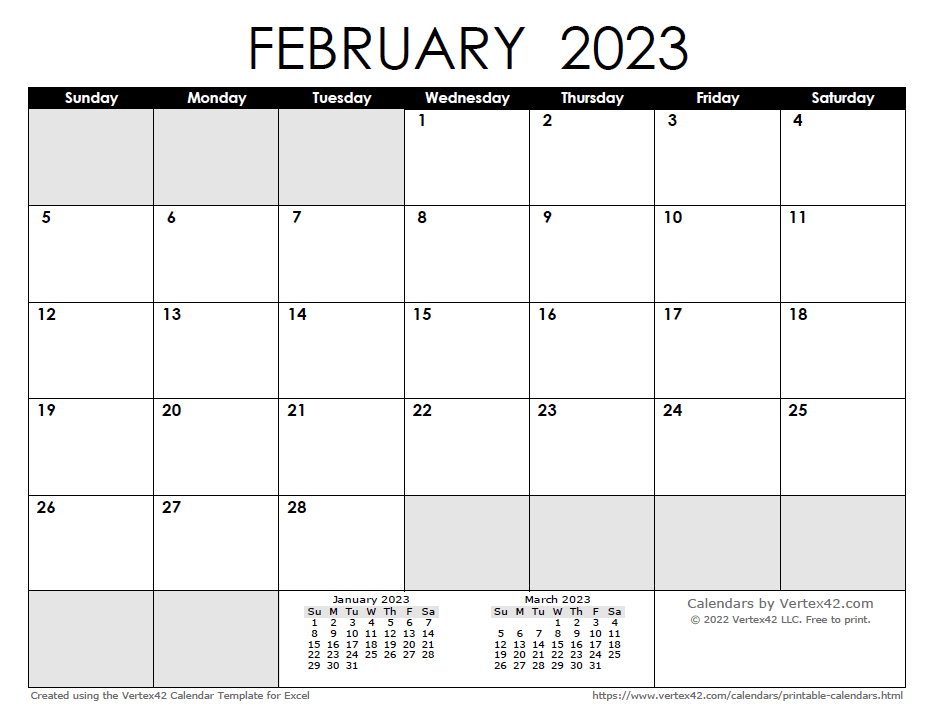 FEBRUARY 2023
Sunday Monday Tuesday Wednesday Thursday Friday Saturday
1 2 3 4
5 6 7 8 9 10 11
12 13 14 15 16 17 18
19 20 21 22 23 24 25
26 27 28
January 2023
Su M Tu W Th F Sa
1 2 3 4 5 6 7
8 9 10 11 12 13 14
15 16 17 18 19 20 21
22 23 24 25 26 27 28
29 30 31
March 2023
Su M Tu W Th F Sa
1 2 3 4
5 6 7 8 9 10 11
12 13 14 15 16 17 18
19 20 21 22 23 24 25
26 27 28 29 30 31
Calendars by Vertex42.com
© 2022 Vertex42 LLC. Free to print.
Created using the Vertex42 Calendar Template for Excel
https://www.vertex42.com/calendars/printable-calendars.html